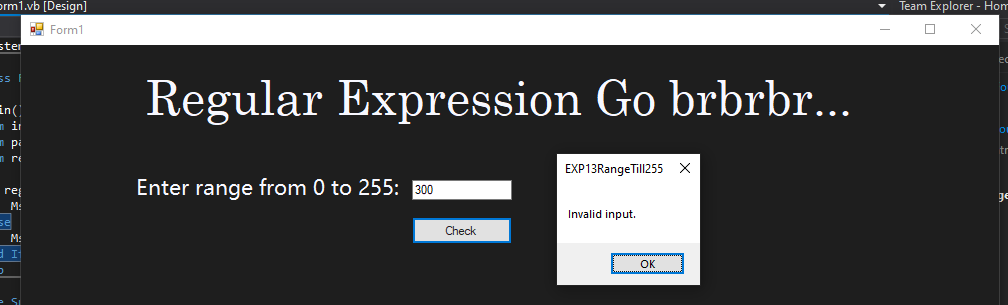 orm1.vb [Design]
Team Explorer - Hom
Form1
Regular Expression Go brbrbr...
Enter range from 0 to 255:
300
Check
EXP13RangeTill255
Invalid input.
OK